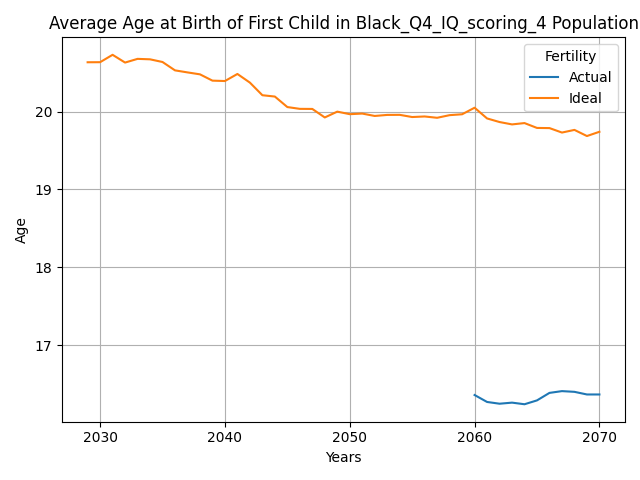 Average Age at Birth of First Child in Black_Q4_IQ_scoring_4 Population
Fertility
Actual
Ideal
20
19
18
17
Age
2030 2040 2050 2060 2070
Years